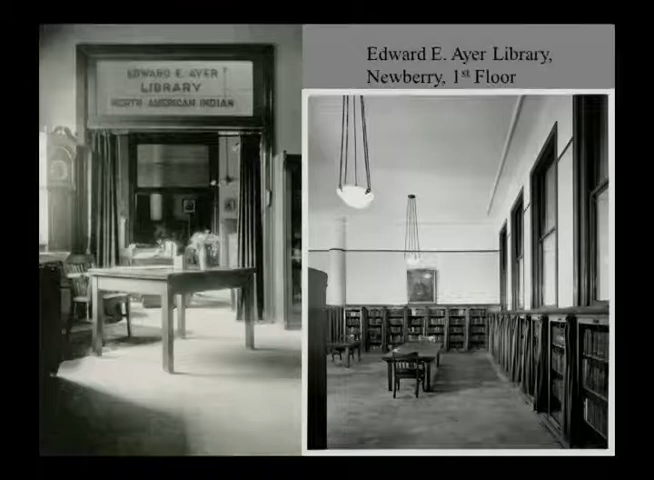 EDWARD E. AYER
LIBRARY
NORTH AMERICAN INDIAN
Edward E. Ayer Library,
Newberry, 1st Floor